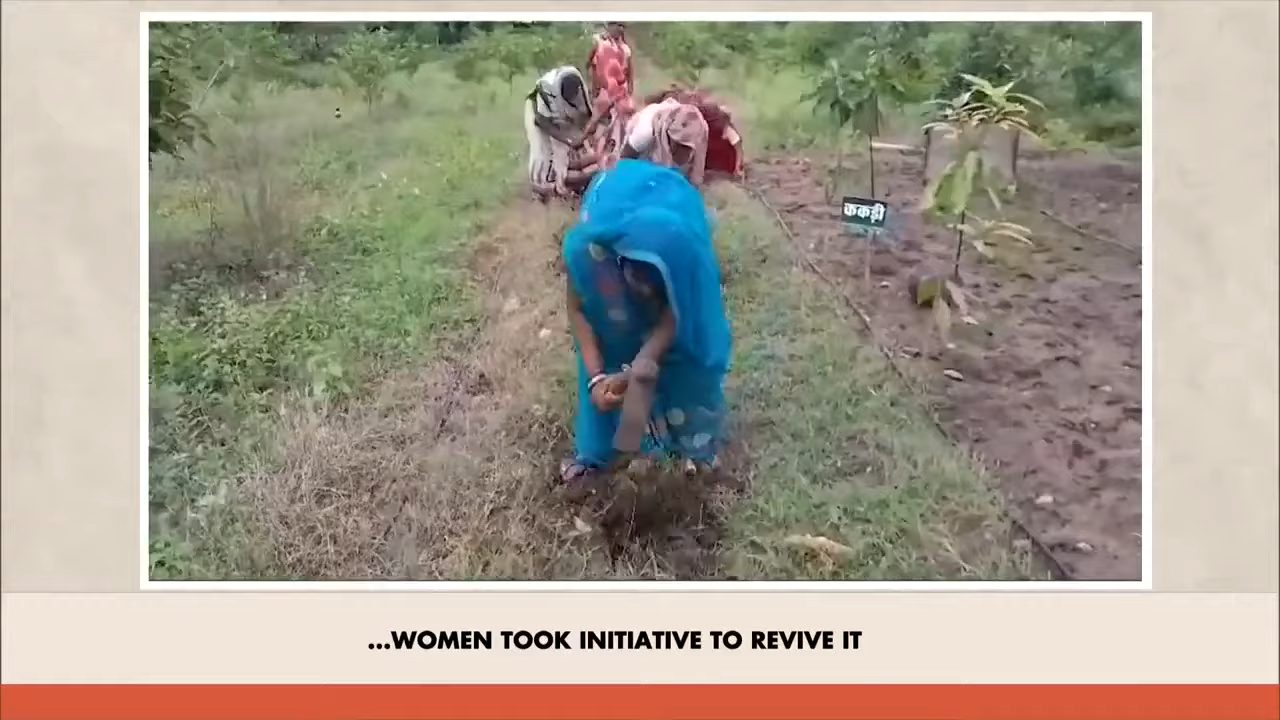 ककड़ी
...WOMEN TOOK INITIATIVE TO REVIVE IT